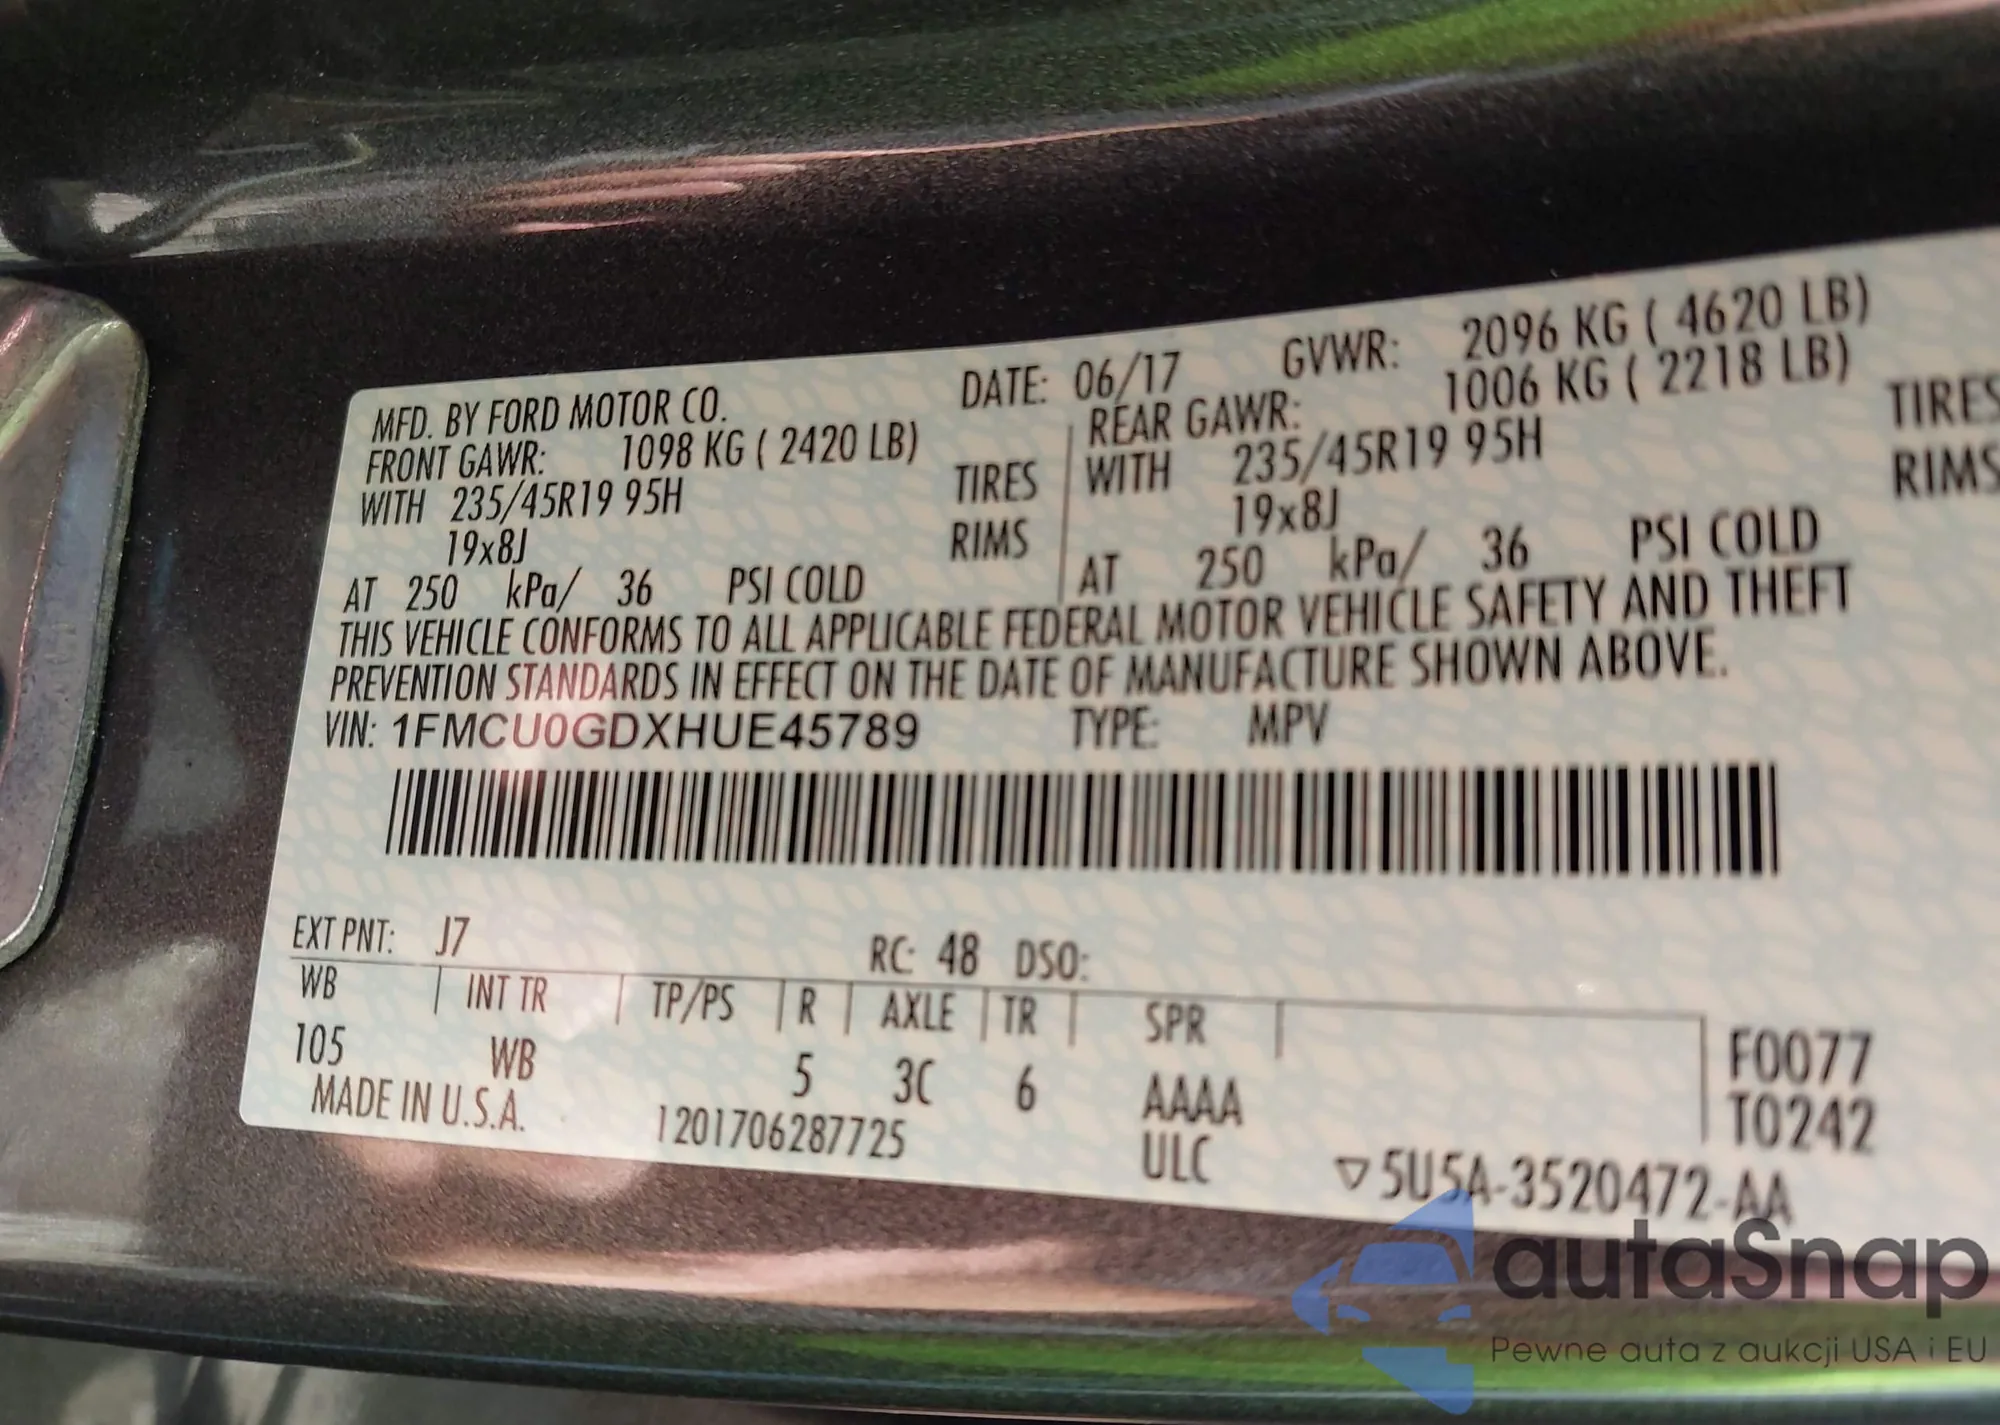 MFD. BY FORD MOTOR CO. DATE: 06/17 GVWR: 2096 KG ( 4620 LB)
FRONT GAWR: 1098 KG ( 2420 LB) REAR GAWR: 1006 KG ( 2218 LB)
WITH 235/45R19 95H TIRES WITH 235/45R19 95H TIRES
19x8J RIMS 19x8J RIMS
AT 250 kPa/ 36 PSI COLD AT 250 kPa/ 36 PSI COLD
THIS VEHICLE CONFORMS TO ALL APPLICABLE FEDERAL MOTOR VEHICLE SAFETY AND THEFT
PREVENTION STANDARDS IN EFFECT ON THE DATE OF MANUFACTURE SHOWN ABOVE.
VIN: 1FMCU0GDXHUE45789 TYPE: MPV
EXT PNT: J7 RC: 48 DSO:
WB INT TR TP/PS R AXLE TR SPR
105 WB 5 3C 6 AAAA F0077
MADE IN U.S.A. 1201706287725 ULC T0242
▽5U5A-3520472-AA
autaSnap
Pewne auta z aukcji USA i EU